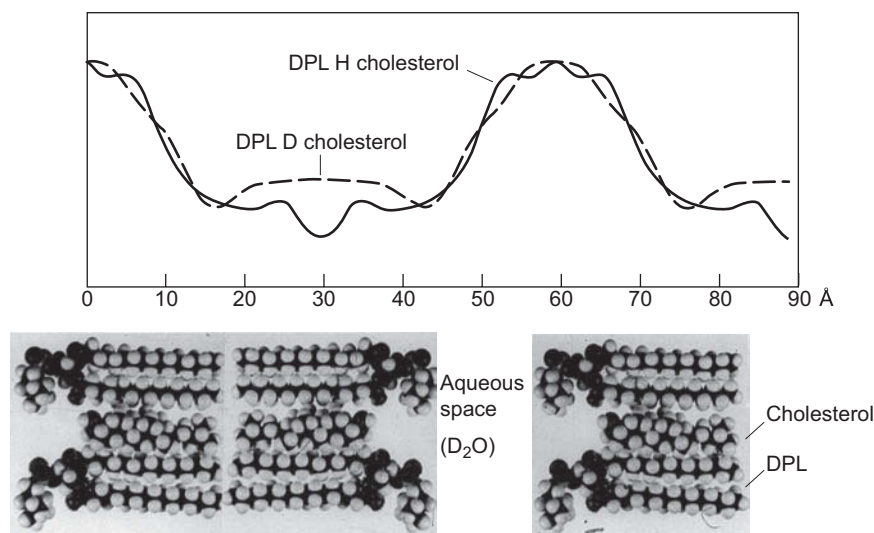 DPL H cholesterol
DPL D cholesterol
0 10 20 30 40 50 60 70 80 90 Å
Aqueous
space
(D₂O)
Cholesterol
DPL